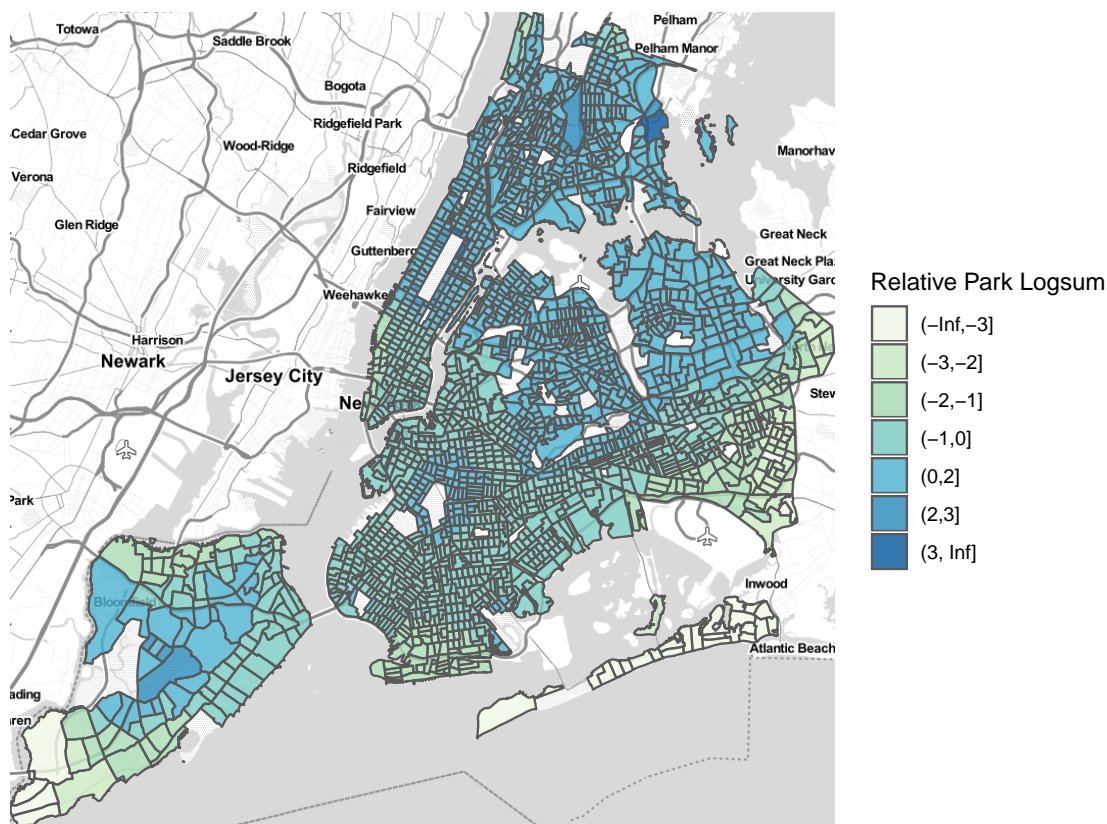 Totowa
Saddle Brook
Pelham
Pelham Manor
Bogota
Ridgefield Park
Cedar Grove
Wood-Ridge
Manorhav
Verona
Ridgefield
Fairview
Glen Ridge
Great Neck
Guttenberg
Great Neck Pla
University Gard
Weehawke
Harrison
Newark
Jersey City
Stew
Ne
Park
Inwood
Bloomfield
Atlantic Beach
ading
ren
Relative Park Logsum
(−Inf,−3]
(−3,−2]
(−2,−1]
(−1,0]
(0,2]
(2,3]
(3, Inf]